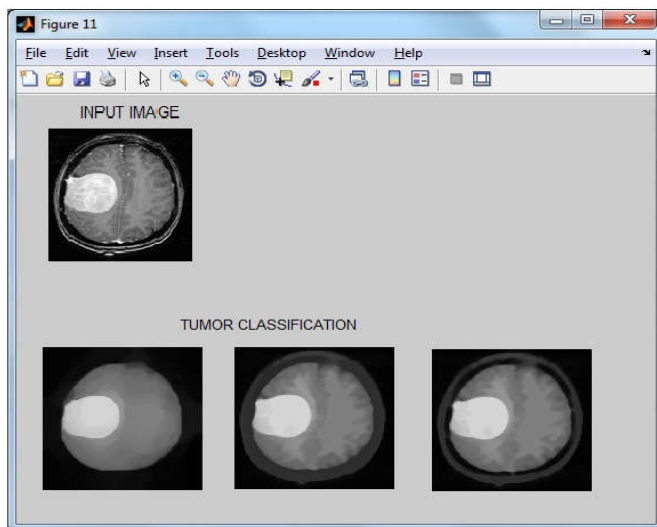 Figure 11
File Edit View Insert Tools Desktop Window Help
INPUT IMAGE
TUMOR CLASSIFICATION